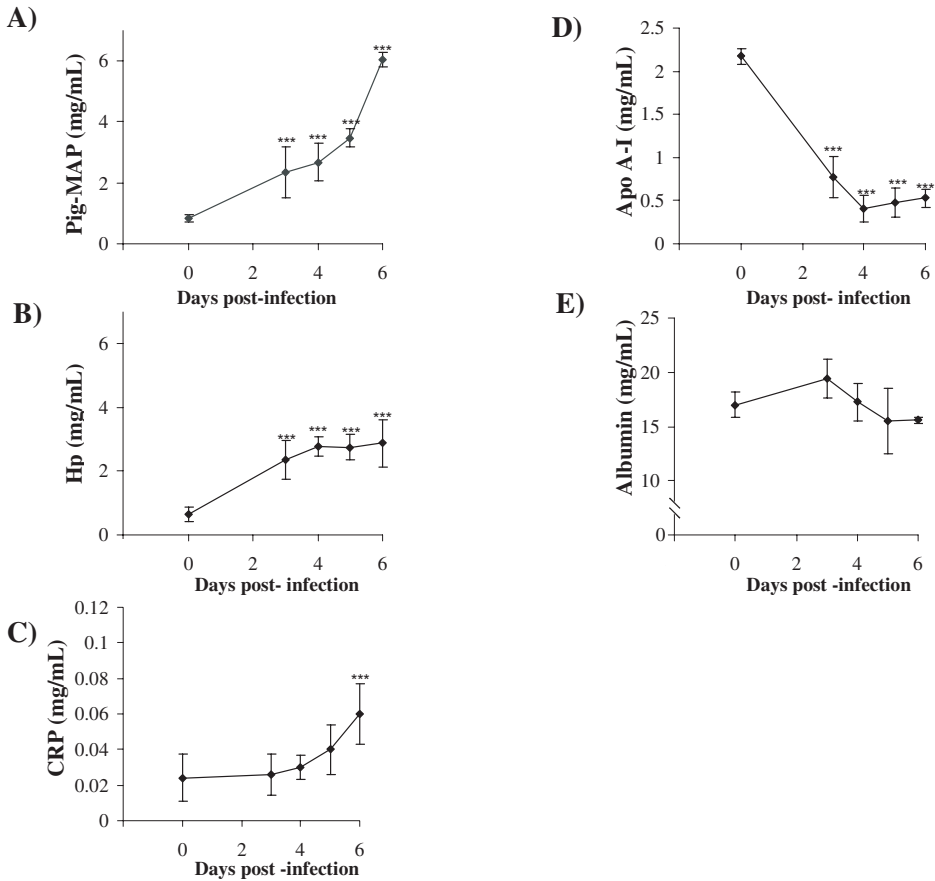 A)
Pig-MAP (mg/mL)
6
4
2
0
***
***
***
***
0 2 4 6
Days post-infection
B)
Hp (mg/mL)
6
4
2
0
***
***
***
***
0 2 4 6
Days post- infection
C)
CRP (mg/mL)
0.12
0.1
0.08
0.06
0.04
0.02
0
***
0 2 4 6
Days post -infection
D)
Apo A-I (mg/mL)
2.5
2
1.5
1
0.5
0
***
***
***
***
0 2 4 6
Days post- infection
E)
Albumin (mg/mL)
25
20
15
10
0
0 2 4 6
Days post -infection